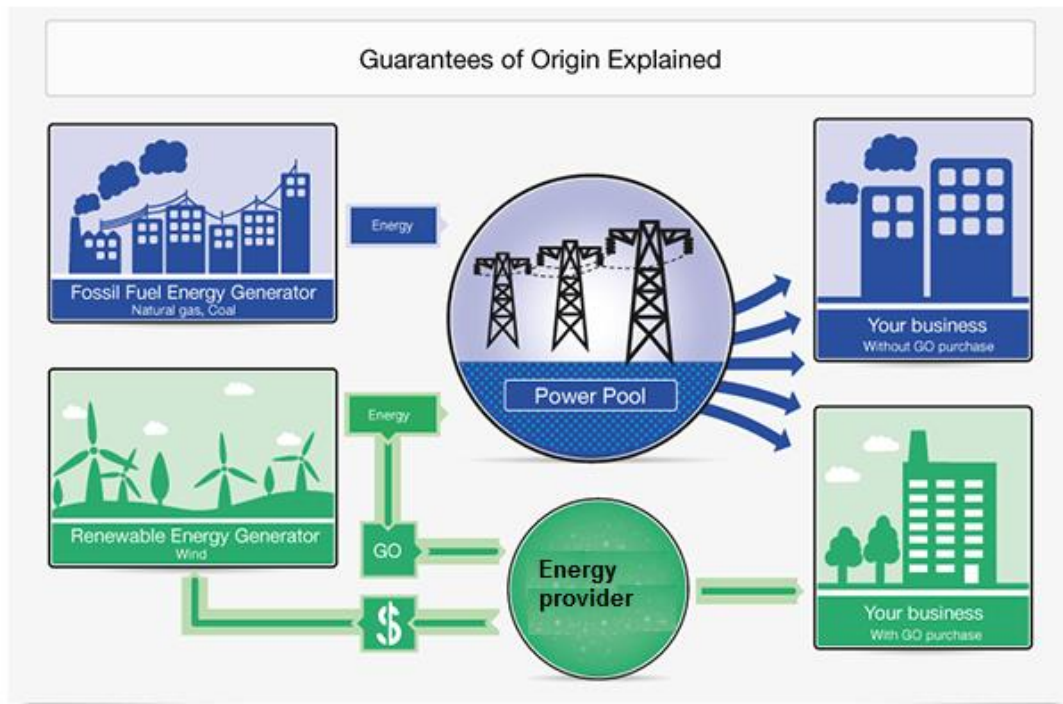 Guarantees of Origin Explained
Fossil Fuel Energy Generator
Natural gas, Coal
Energy
Power Pool
Your business
Without GO purchase
Renewable Energy Generator
Wind
Energy
GO
$
Energy
provider
Your business
With GO purchase